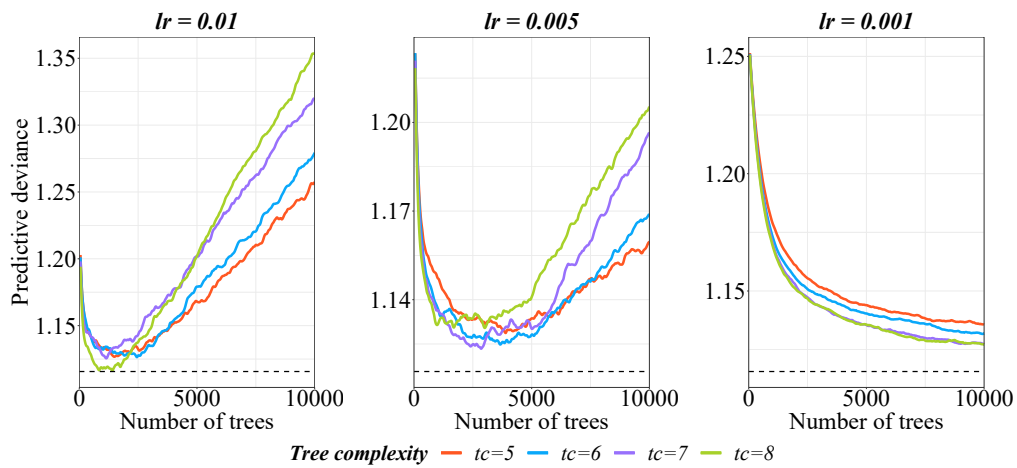 lr = 0.01
lr = 0.005
lr = 0.001
Predictive deviance
1.35
1.30
1.25
1.20
1.15
1.20
1.17
1.14
1.25
1.20
1.15
0 5000 10000
0 5000 10000
0 5000 10000
Number of trees
Number of trees
Number of trees
Tree complexity tc=5 tc=6 tc=7 tc=8